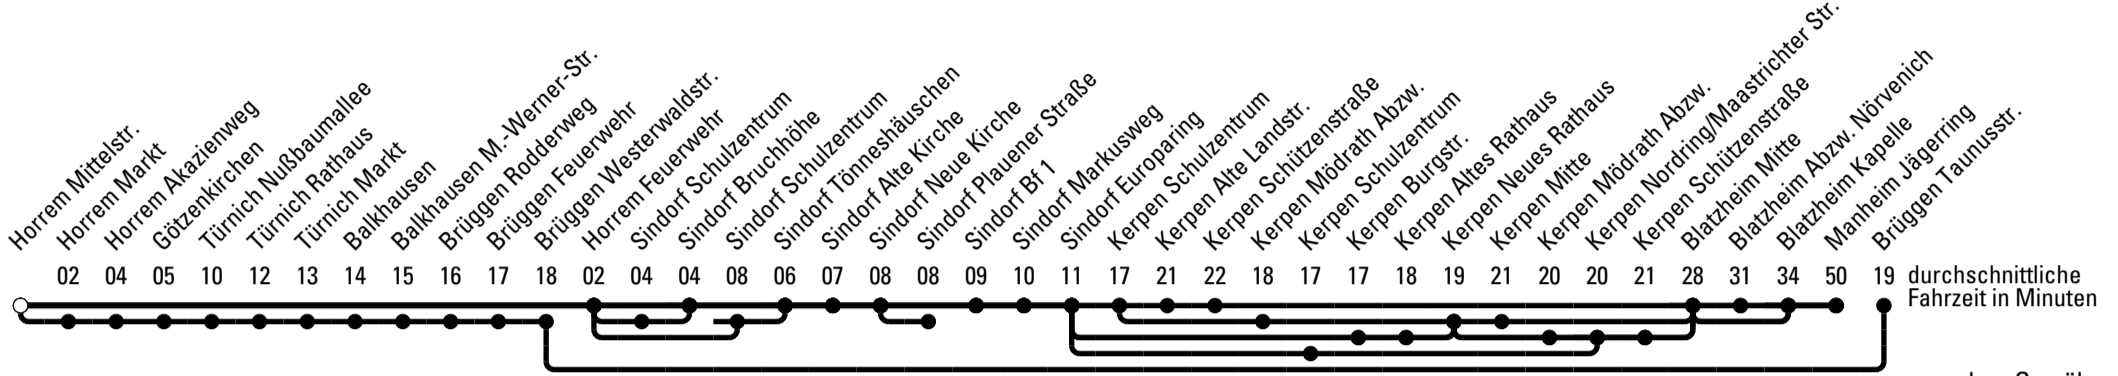 Horrem Mittelstr.
Horrem Markt
Horrem Akazienweg
Götzenkirchen
Türnich Nußbaumallee
Türnich Rathaus
Türnich Markt
Balkhausen
Balkhausen M.-Werner-Str.
Brüggen Rodderweg
Brüggen Feuerwehr
Brüggen Westerwaldstr.
Horrem Feuerwehr
Sindorf Schulzentrum
Sindorf Bruchhöhe
Sindorf Schulzentrum
Sindorf Tönneshäuschen
Sindorf Alte Kirche
Sindorf Neue Kirche
Sindorf Plauener Straße
Sindorf Bf 1
Sindorf Markusweg
Sindorf Europaring
Kerpen Schulzentrum
Kerpen Alte Landstr.
Kerpen Schützenstraße
Kerpen Mödrath Abzw.
Kerpen Schulzentrum
Kerpen Burgstr.
Kerpen Altes Rathaus
Kerpen Neues Rathaus
Kerpen Mitte
Kerpen Mödrath Abzw.
Kerpen Nordring/Maastrichter Str.
Kerpen Schützenstraße
Blatzheim Mitte
Blatzheim Abzw. Nörvenich
Blatzheim Kapelle
Manheim Jägerring
Brüggen Taunusstr.
02 04 05 10 12 13 14 15 16 17 18 02 04 04 08 06 07 08 08 09 10 11 17 21 22 18 17 17 18 19 21 20 20 21 28 31 34 50 19 durchschnittliche
Fahrzeit in Minuten